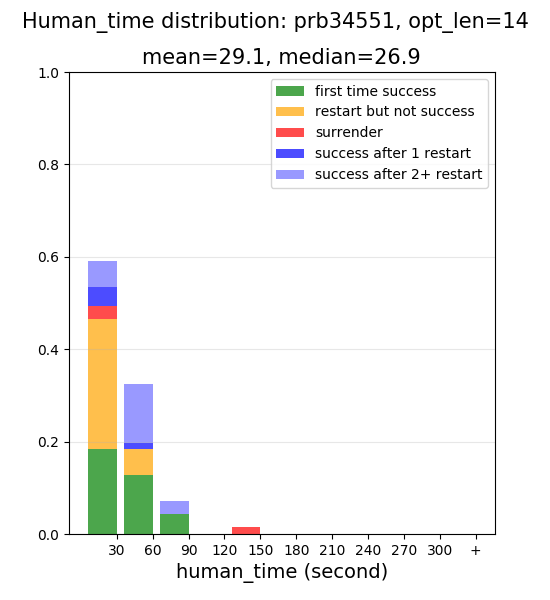 Human_time distribution: prb34551, opt_len=14
mean=29.1, median=26.9
1.0
0.8
0.6
0.4
0.2
0.0
first time success
restart but not success
surrender
success after 1 restart
success after 2+ restart
30 60 90 120 150 180 210 240 270 300 +
human_time (second)